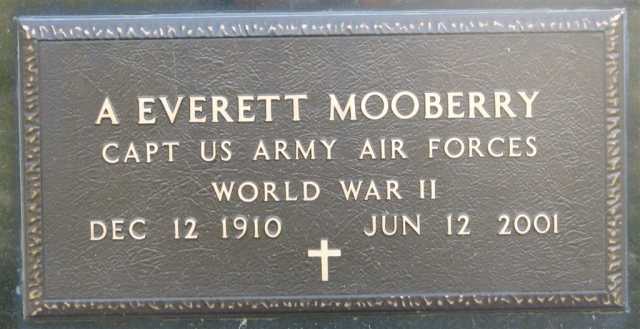 A EVERETT MOOBERRY
CAPT US ARMY AIR FORCES
WORLD WAR II
DEC 12 1910 JUN 12 2001